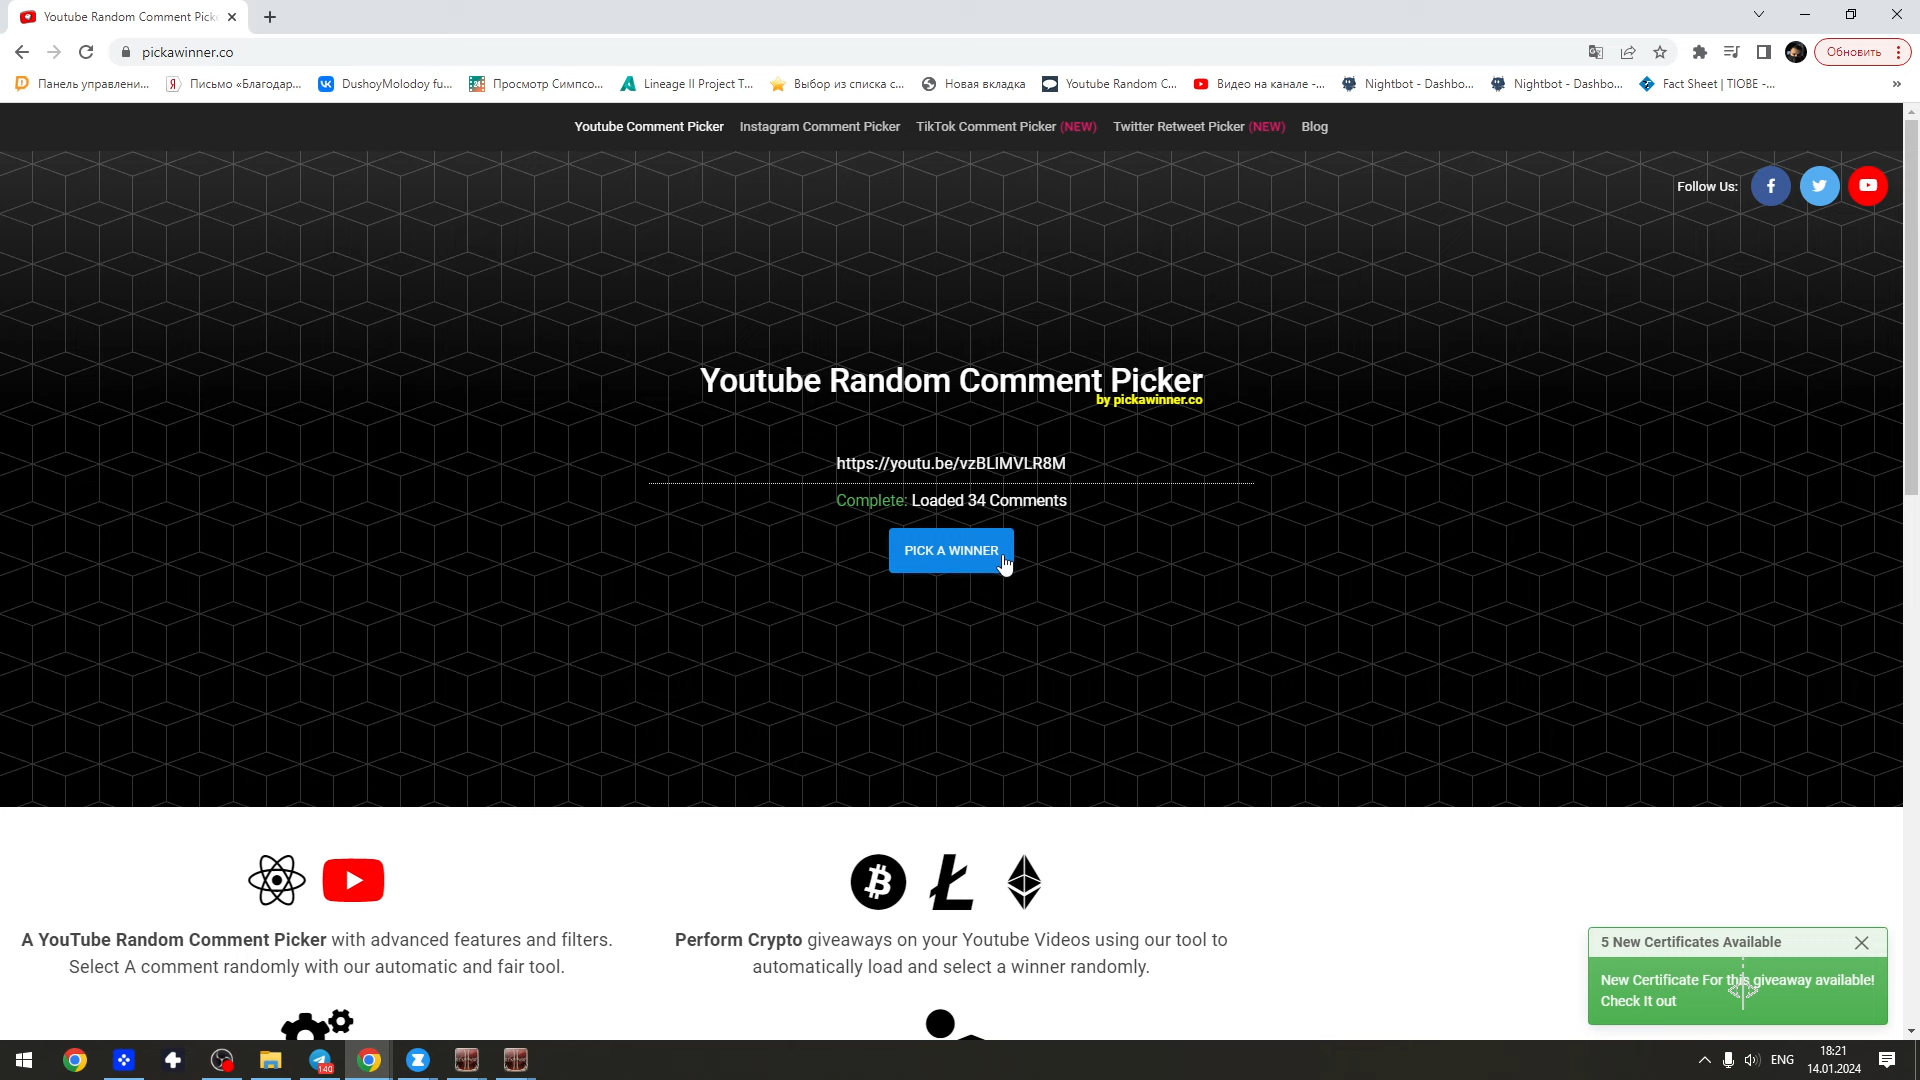 Youtube Random Comment Pick
pickawinner.co
Обновить
Панель управлени...
Письмо «Благодар...
DushoyMolodoy fu...
Просмотр Симпсо...
Lineage II Project T...
Выбор из списка с...
Новая вкладка
Youtube Random C...
Видео на канале -...
Nightbot - Dashbo...
Nightbot - Dashbo...
Fact Sheet | TIOBE -...
»
Youtube Comment Picker
Instagram Comment Picker
TikTok Comment Picker (NEW)
Twitter Retweet Picker (NEW)
Blog
Follow Us:
Youtube Random Comment Picker
by pickawinner.co
https://youtu.be/vzBLIMVLR8M
Complete: Loaded 34 Comments
PICK A WINNER
A YouTube Random Comment Picker with advanced features and filters.
Select A comment randomly with our automatic and fair tool.
Perform Crypto giveaways on your Youtube Videos using our tool to
automatically load and select a winner randomly.
5 New Certificates Available
New Certificate For this giveaway available!
Check It out
140
ENG
18:21
14.01.2024